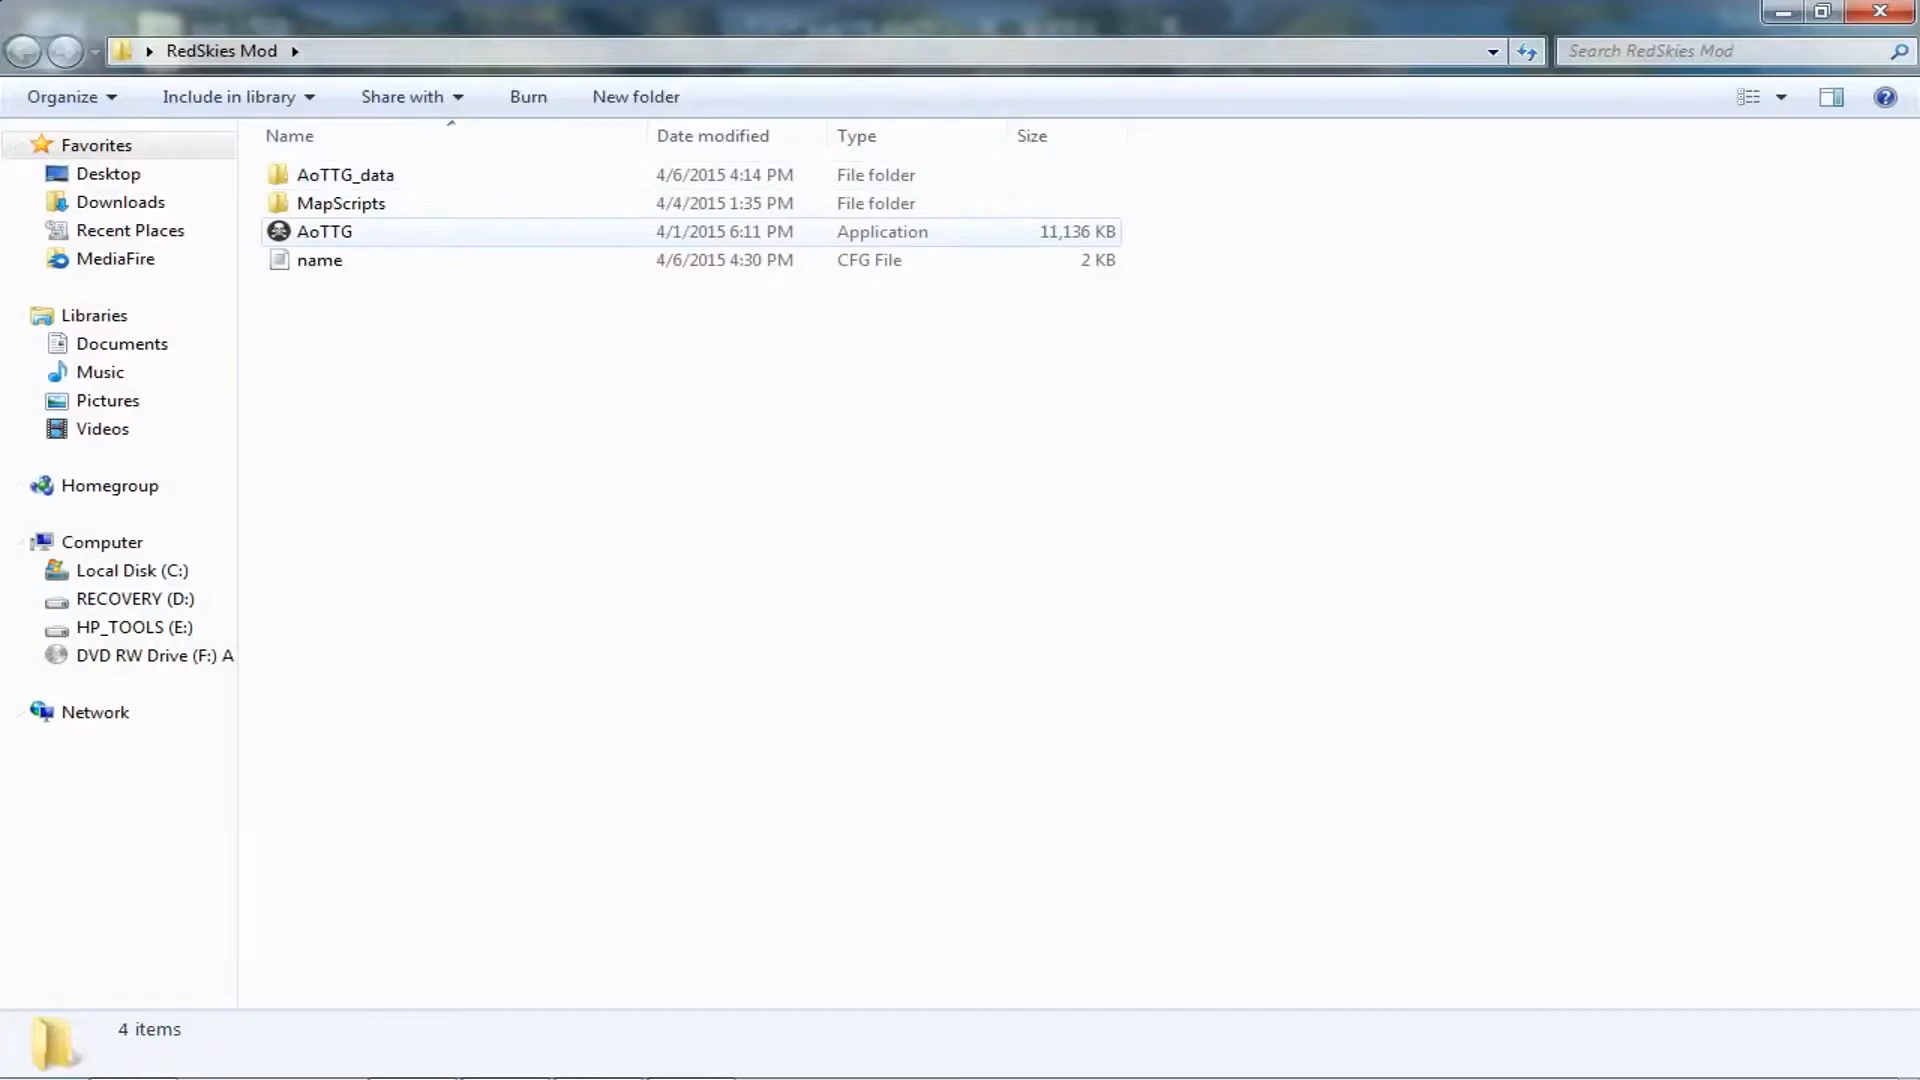 RedSkies Mod
Search RedSkies Mod
Organize Include in library Share with Burn New folder
Name Date modified Type Size
AoTTG_data 4/6/2015 4:14 PM File folder
MapScripts 4/4/2015 1:35 PM File folder
AoTTG 4/1/2015 6:11 PM Application 11,136 KB
name 4/6/2015 4:30 PM CFG File 2 KB
Favorites
Desktop
Downloads
Recent Places
MediaFire
Libraries
Documents
Music
Pictures
Videos
Homegroup
Computer
Local Disk (C:)
RECOVERY (D:)
HP_TOOLS (E:)
DVD RW Drive (F:) A
Network
4 items